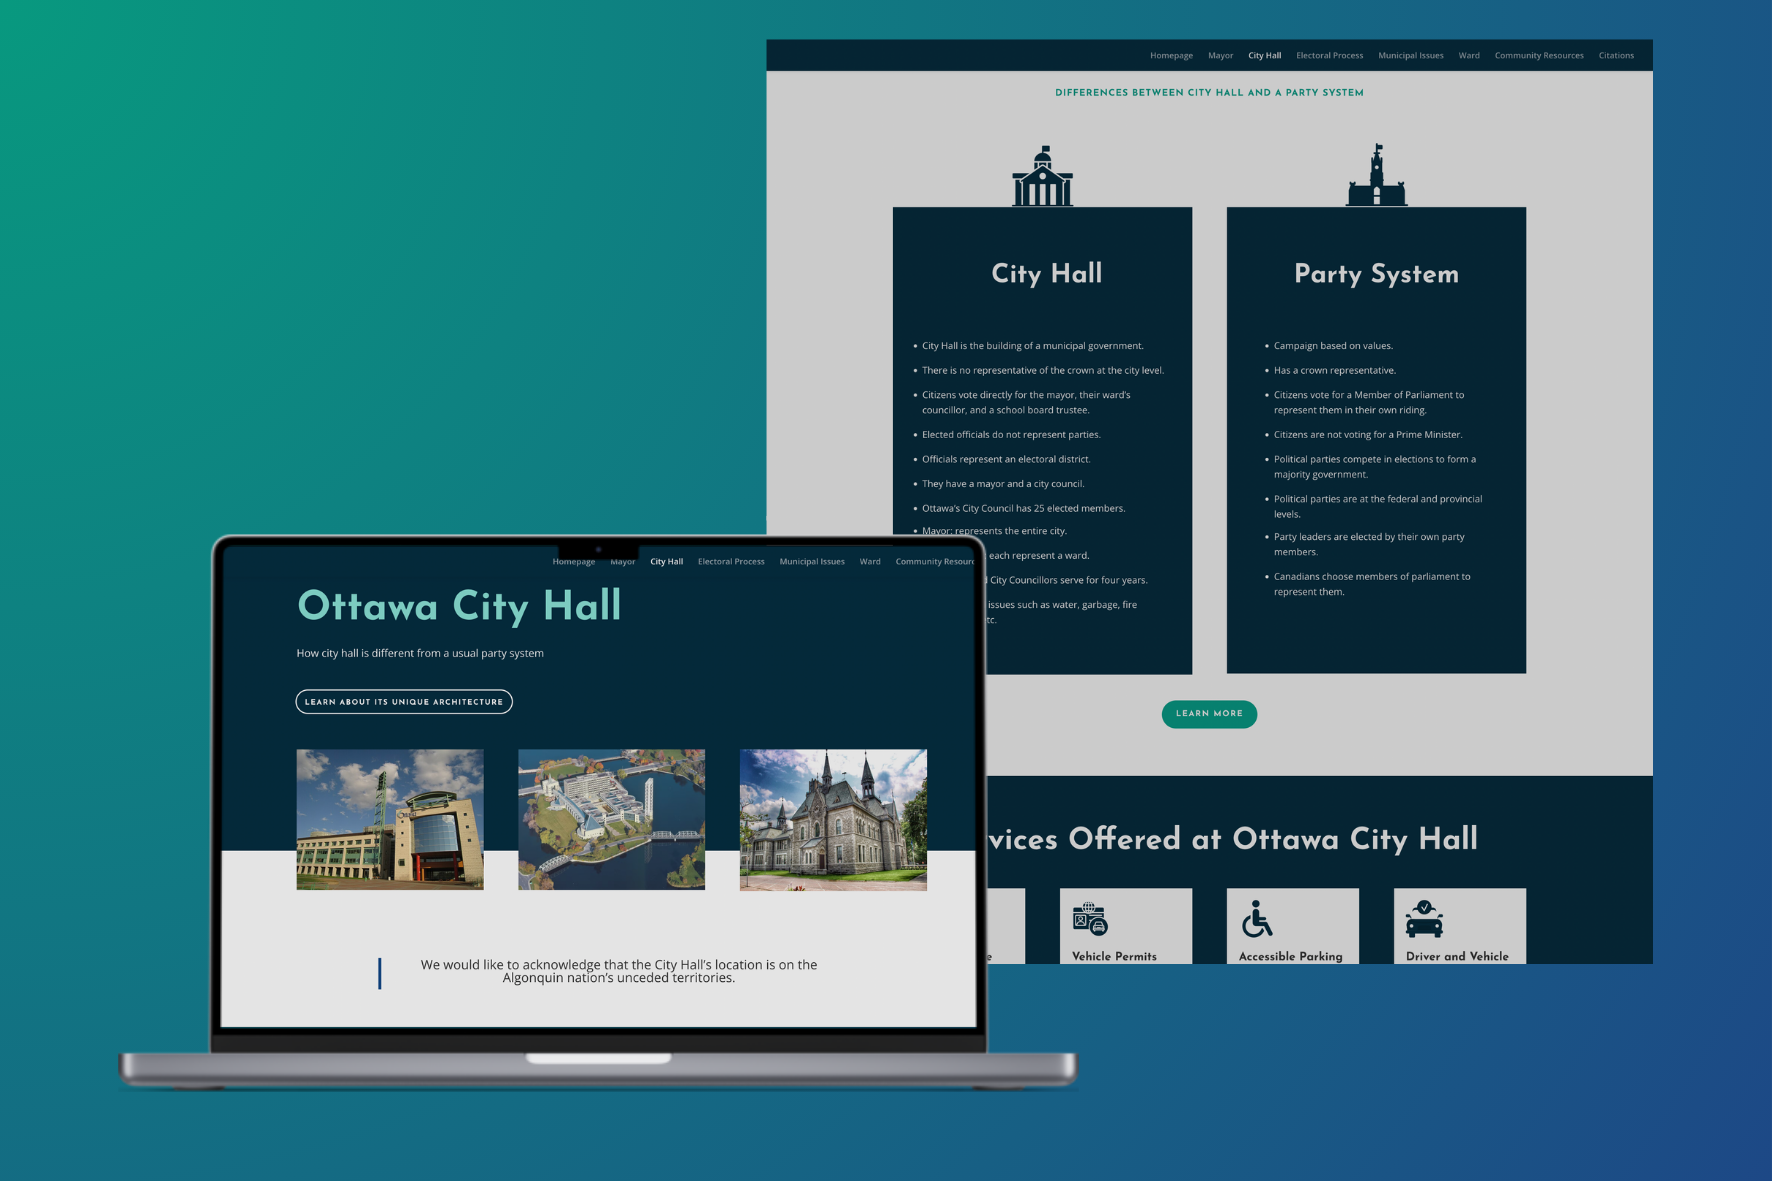 Homepage Mayor City Hall Electoral Process Municipal Issues Ward Community Resources Citations
DIFFERENCES BETWEEN CITY HALL AND A PARTY SYSTEM
City Hall
• City Hall is the building of a municipal government.
• There is no representative of the crown at the city level.
• Citizens vote directly for the mayor, their ward's
councillor, and a school board trustee.
• Elected officials do not represent parties.
• Officials represent an electoral district.
• They have a mayor and a city council.
• Ottawa's City Council has 25 elected members.
• Mayor: represents the entire city.
each represent a ward.
City Councillors serve for four years.
issues such as water, garbage, fire
tc.
Party System
• Campaign based on values.
• Has a crown representative.
• Citizens vote for a Member of Parliament to
represent them in their own riding.
• Citizens are not voting for a Prime Minister.
• Political parties compete in elections to form a
majority government.
• Political parties are at the federal and provincial
levels.
• Party leaders are elected by their own party
members.
• Canadians choose members of parliament to
represent them.
LEARN MORE
vices Offered at Ottawa City Hall
e
Vehicle Permits
Accessible Parking
Driver and Vehicle
Homepage Mayor City Hall Electoral Process Municipal Issues Ward Community Resourc
Ottawa City Hall
How city hall is different from a usual party system
LEARN ABOUT ITS UNIQUE ARCHITECTURE
We would like to acknowledge that the City Hall's location is on the
Algonquin nation's unceded territories.